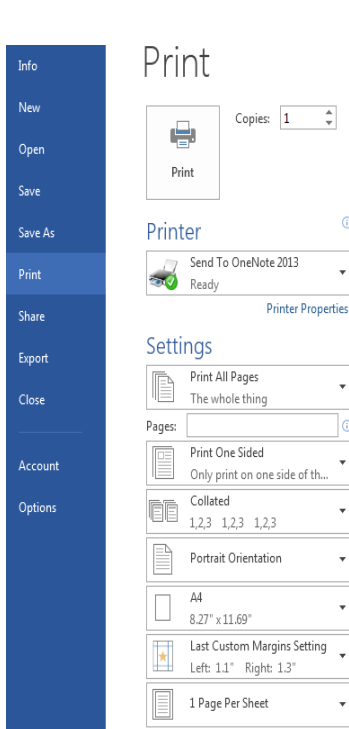 Info
New
Open
Save
Save As
Print
Share
Export
Close
Account
Options
Print
Copies: 1
Print
Printer
Send To OneNote 2013
Ready
Printer Properties
Settings
Print All Pages
The whole thing
Pages:
Print One Sided
Only print on one side of th...
Collated
1,2,3 1,2,3 1,2,3
Portrait Orientation
A4
8.27" x 11.69"
Last Custom Margins Setting
Left: 1.1" Right: 1.3"
1 Page Per Sheet